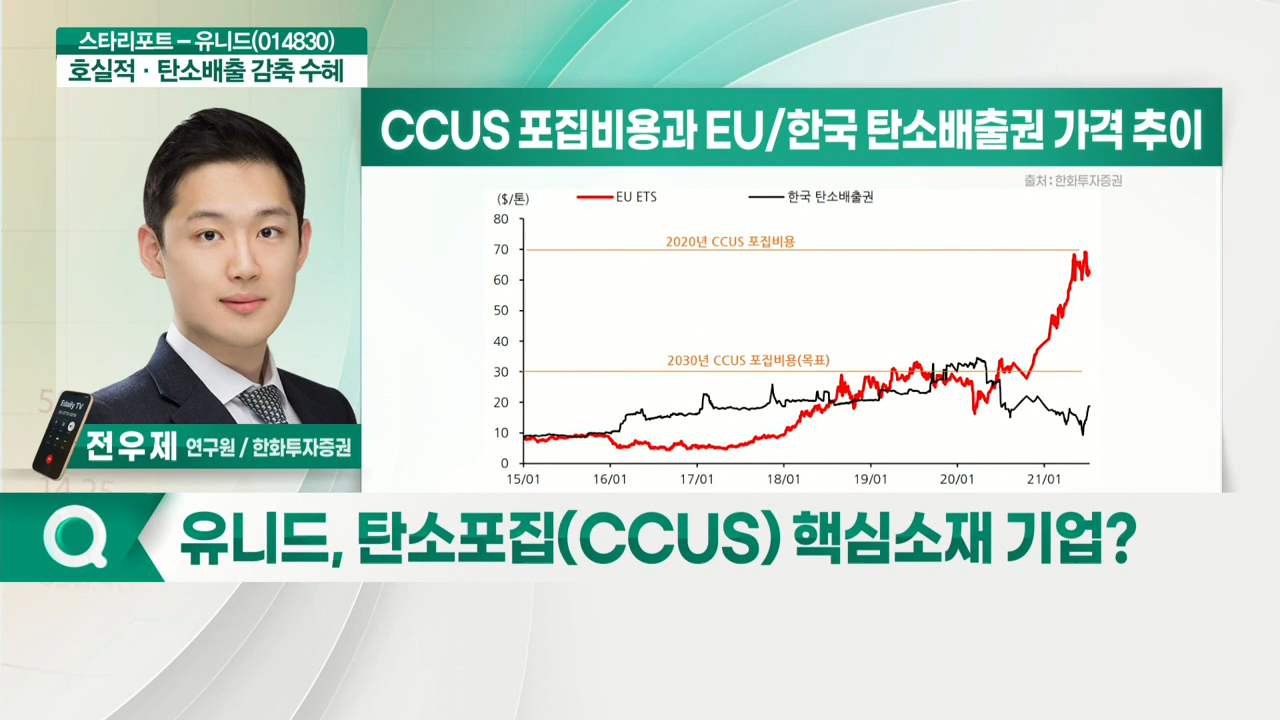 스타리포트 – 유니드(014830)
호실적 · 탄소배출 감축 수혜
CCUS 포집비용과 EU/한국 탄소배출권 가격 추이
출처 : 한화투자증권
($/톤)
EU ETS
한국 탄소배출권
80
70
60
50
40
30
20
10
0
2020년 CCUS 포집비용
2030년 CCUS 포집비용(목표)
15/01 16/01 17/01 18/01 19/01 20/01 21/01
Edaily TV
전우제 연구원 / 한화투자증권
유니드, 탄소포집(CCUS) 핵심소재 기업?